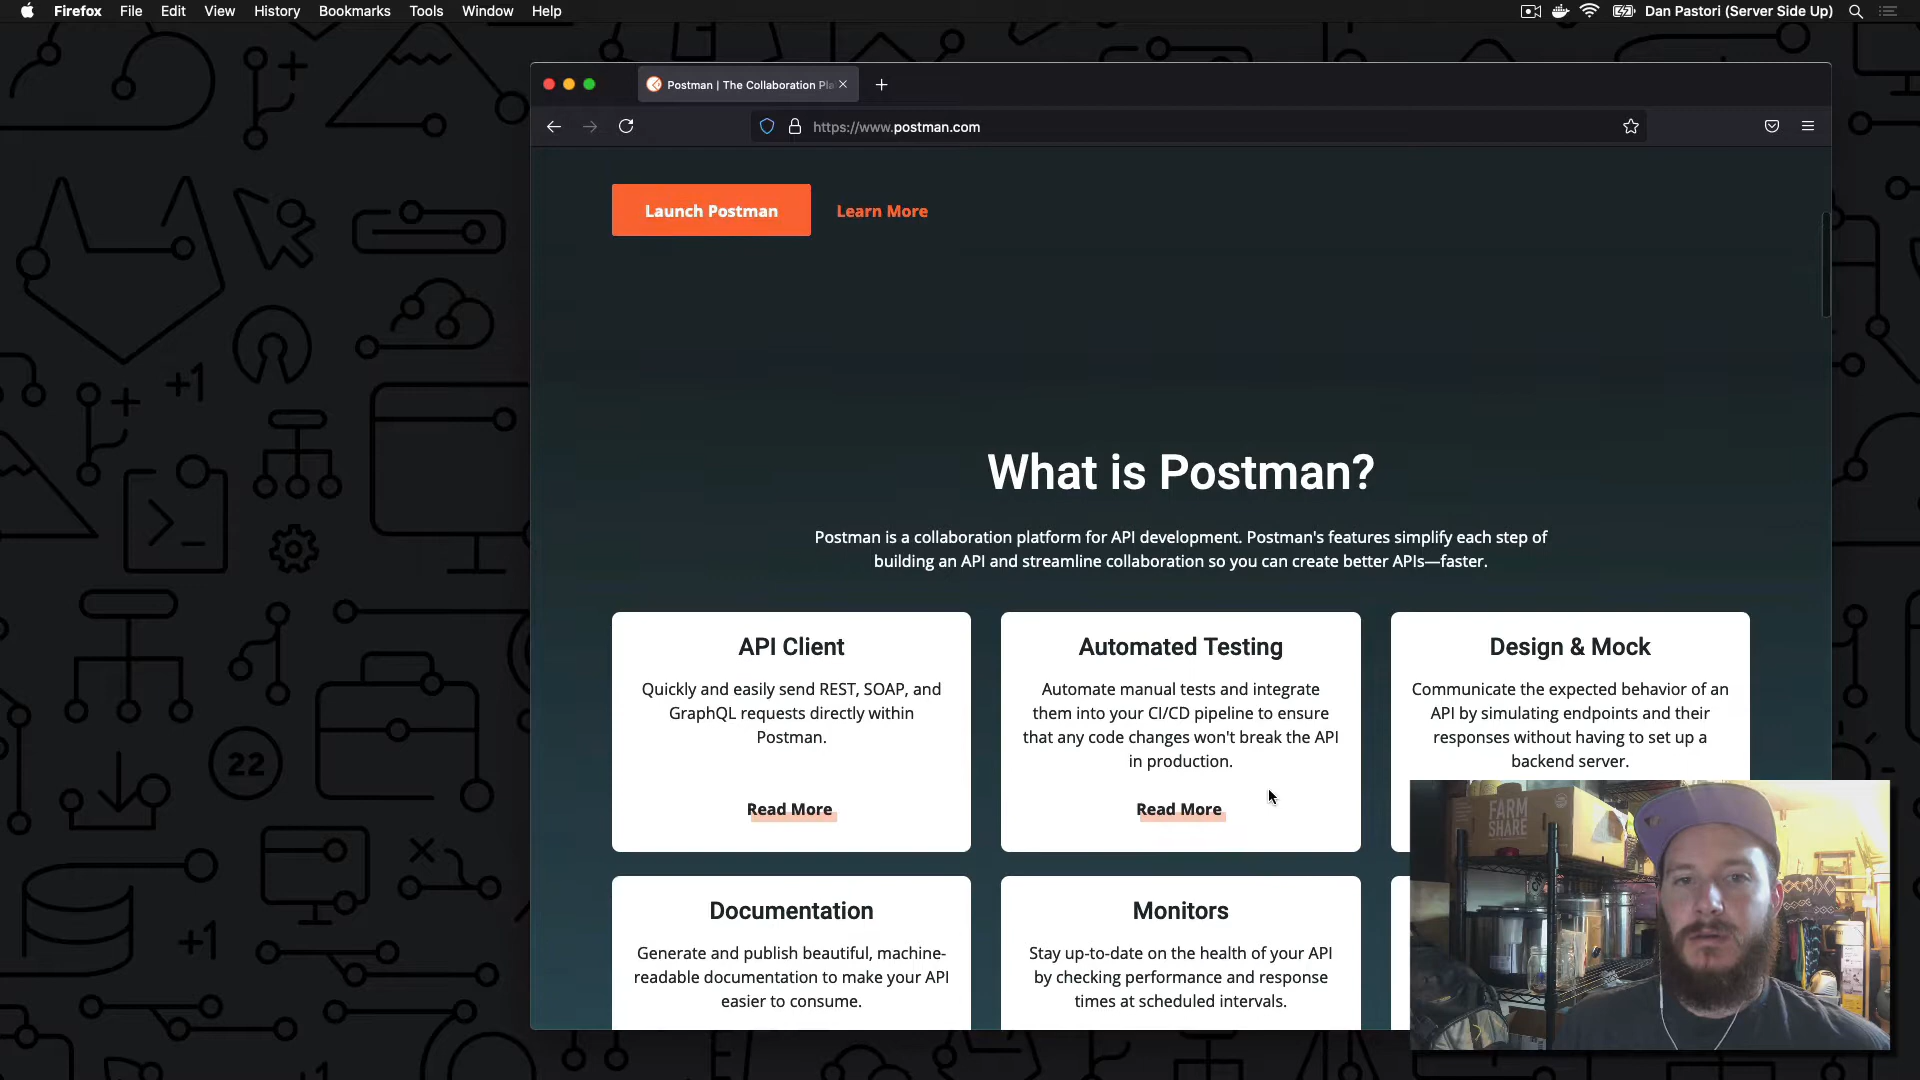 Firefox File Edit View History Bookmarks Tools Window Help
Dan Pastori (Server Side Up)
Postman | The Collaboration Pla
https://www.postman.com
Launch Postman
Learn More
What is Postman?
Postman is a collaboration platform for API development. Postman's features simplify each step of
building an API and streamline collaboration so you can create better APIs—faster.
API Client
Quickly and easily send REST, SOAP, and
GraphQL requests directly within
Postman.
Read More
Automated Testing
Automate manual tests and integrate
them into your CI/CD pipeline to ensure
that any code changes won't break the API
in production.
Read More
Design & Mock
Communicate the expected behavior of an
API by simulating endpoints and their
responses without having to set up a
backend server.
Documentation
Generate and publish beautiful, machine-
readable documentation to make your API
easier to consume.
Monitors
Stay up-to-date on the health of your API
by checking performance and response
times at scheduled intervals.
+1
22
+1
FARM
SHARE